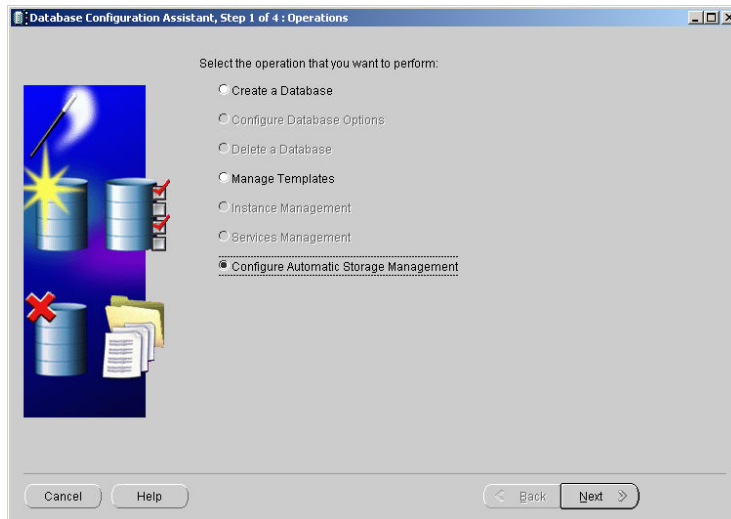 Database Configuration Assistant, Step 1 of 4 : Operations
Select the operation that you want to perform:
Create a Database
Configure Database Options
Delete a Database
Manage Templates
Instance Management
Services Management
Configure Automatic Storage Management
Cancel
Help
Back
Next